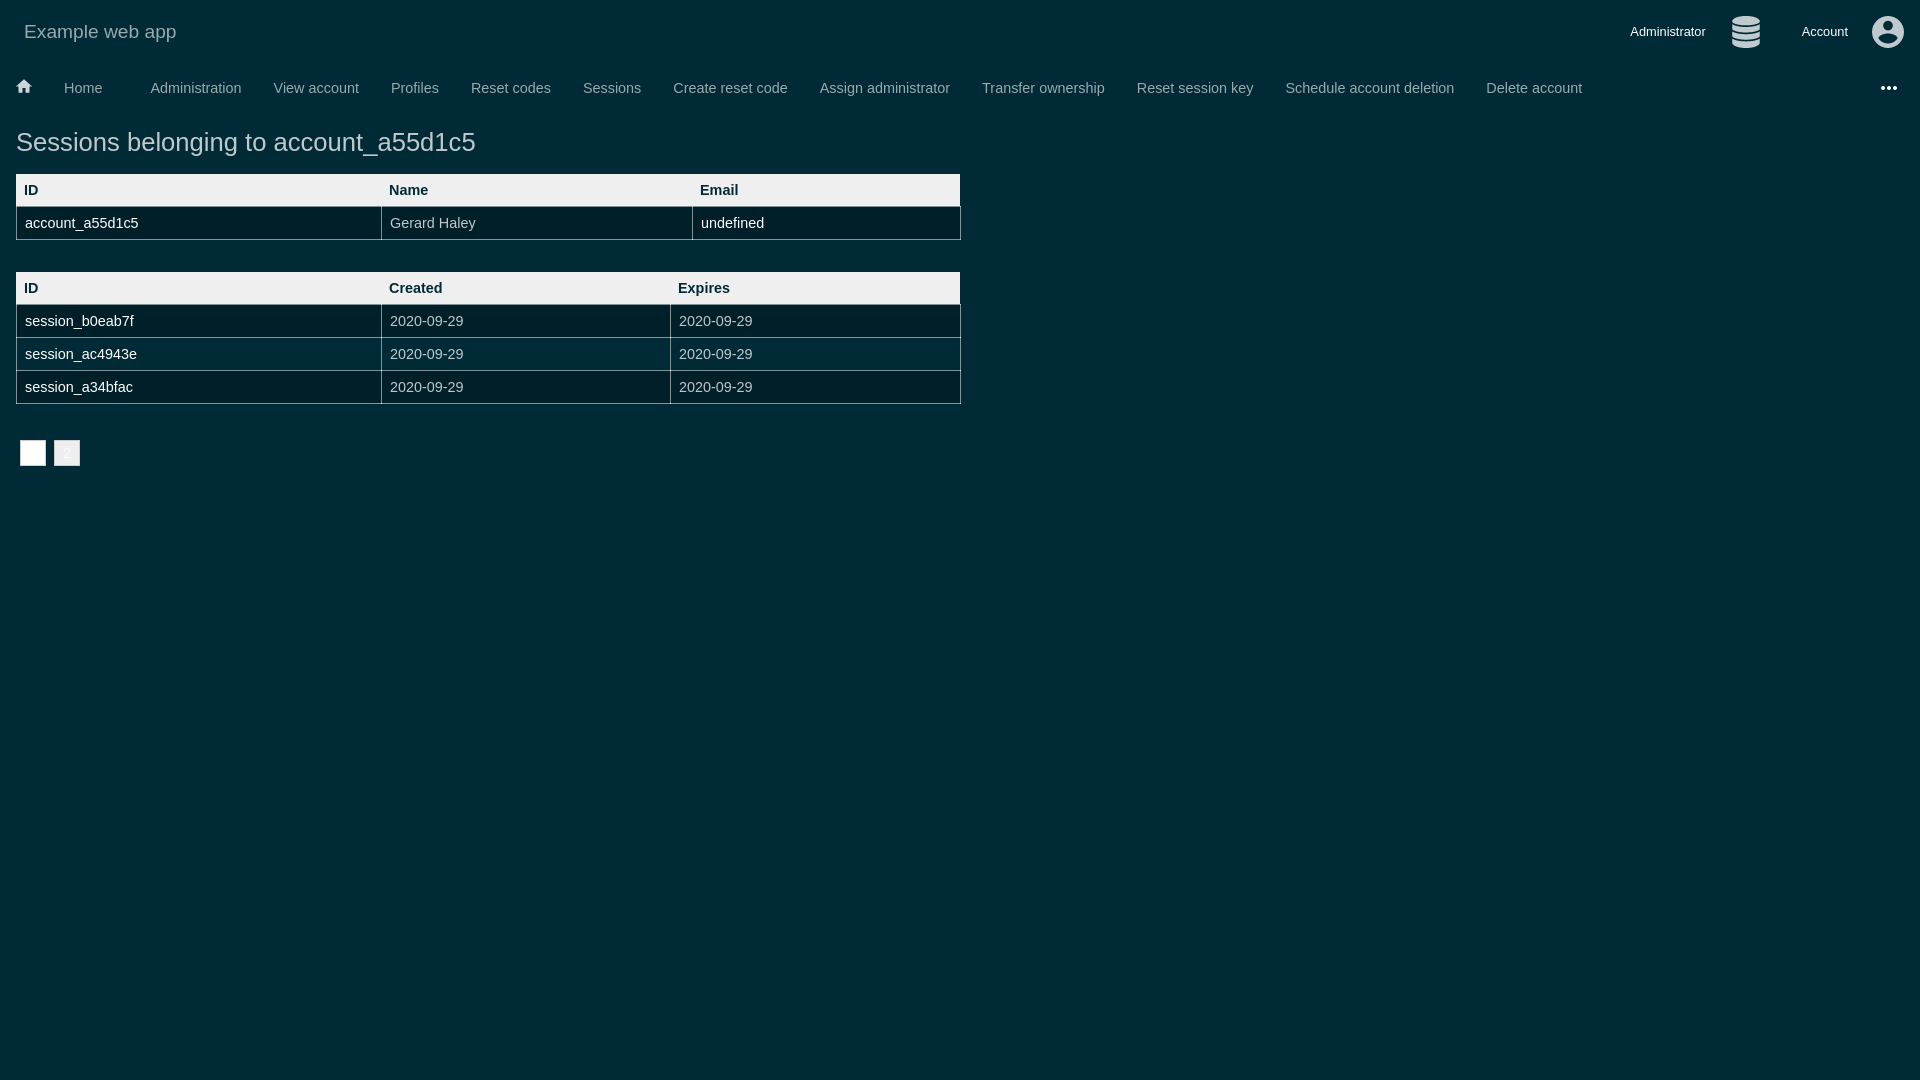 Example web app
Administrator
Account
Home Administration View account Profiles Reset codes Sessions Create reset code Assign administrator Transfer ownership Reset session key Schedule account deletion Delete account
Sessions belonging to account_a55d1c5
ID Name Email
account_a55d1c5 Gerard Haley undefined
ID Created Expires
session_b0eab7f 2020-09-29 2020-09-29
session_ac4943e 2020-09-29 2020-09-29
session_a34bfac 2020-09-29 2020-09-29
2